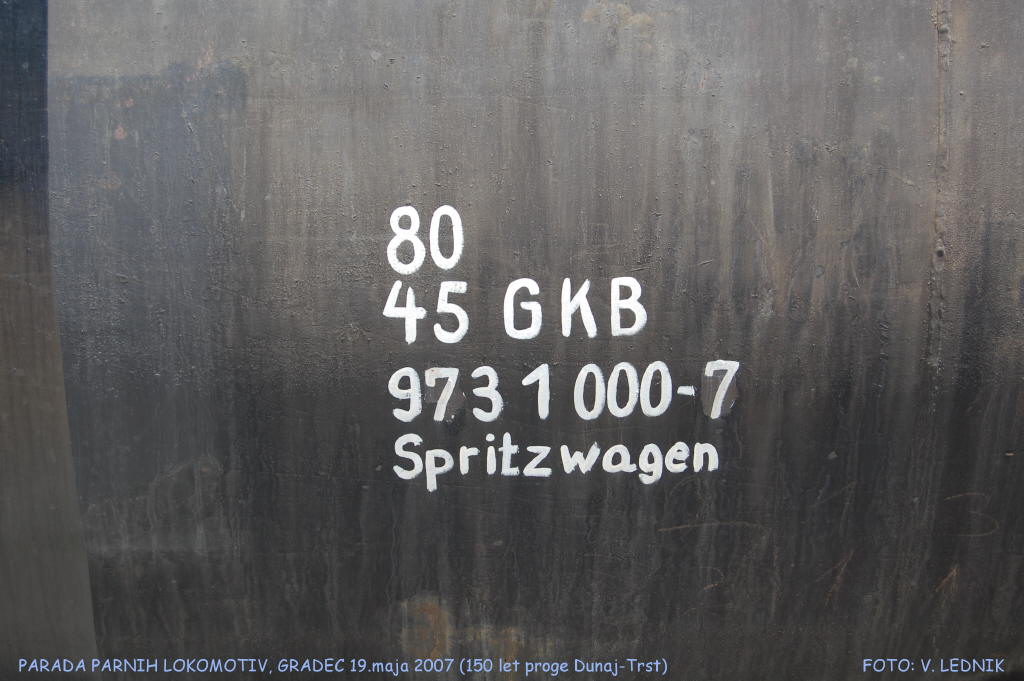 80
45 GKB
973 1 000-7
Spritzwagen
PARADA PARNIH LOKOMOTIV, GRADEC 19.maja 2007 (150 let proge Dunaj-Trst)
FOTO: V. LEDNIK